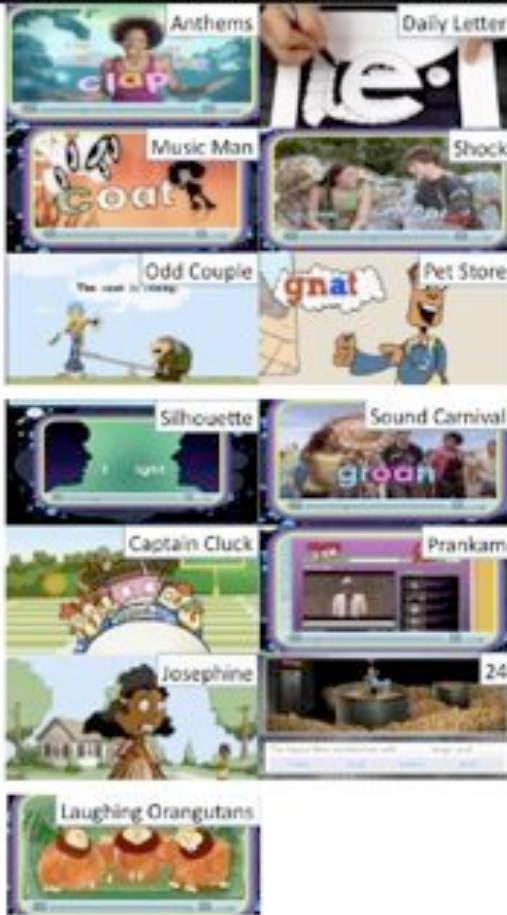 Anthems
clap
Daily Letter
e
Music Man
coat
Shock
Odd Couple
Pet Store
gnat
Silhouette
ight
Sound Carnival
groan
Captain Cluck
Prankam
Josephine
24
Laughing Orangutans